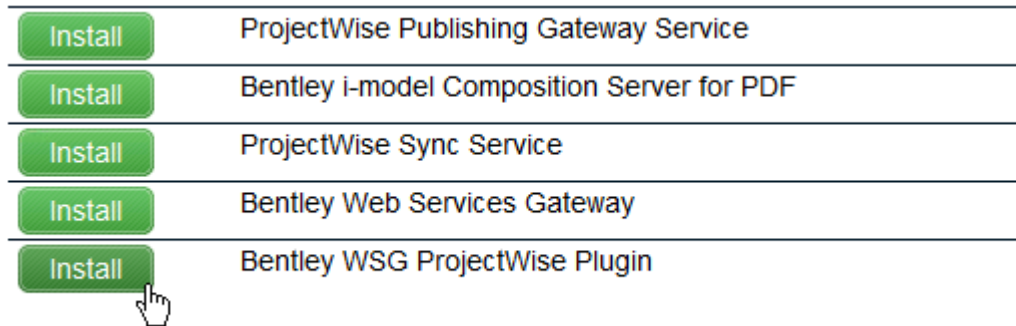 Install ProjectWise Publishing Gateway Service
Install Bentley i-model Composition Server for PDF
Install ProjectWise Sync Service
Install Bentley Web Services Gateway
Install Bentley WSG ProjectWise Plugin